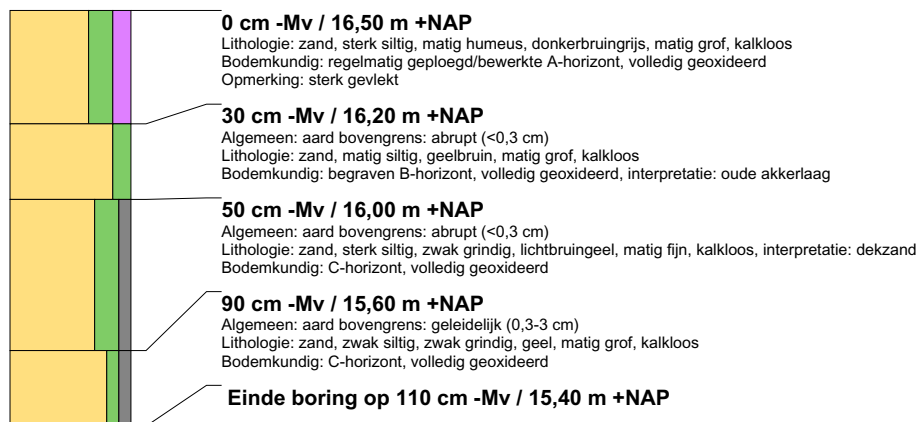 0 cm -Mv / 16,50 m +NAP
Lithologie: zand, sterk siltig, matig humeus, donkerbruingrijs, matig grof, kalkloos
Bodemkundig: regelmatig geploegd/bewerkte A-horizont, volledig geoxideerd
Opmerking: sterk gevlekt
30 cm -Mv / 16,20 m +NAP
Algemeen: aard bovengrens: abrupt (<0,3 cm)
Lithologie: zand, matig siltig, geelbruin, matig grof, kalkloos
Bodemkundig: begraven B-horizont, volledig geoxideerd, interpretatie: oude akkerlaag
50 cm -Mv / 16,00 m +NAP
Algemeen: aard bovengrens: abrupt (<0,3 cm)
Lithologie: zand, sterk siltig, zwak grindig, lichtbruingeel, matig fijn, kalkloos, interpretatie: dekzand
Bodemkundig: C-horizont, volledig geoxideerd
90 cm -Mv / 15,60 m +NAP
Algemeen: aard bovengrens: geleidelijk (0,3-3 cm)
Lithologie: zand, zwak siltig, zwak grindig, geel, matig grof, kalkloos
Bodemkundig: C-horizont, volledig geoxideerd
Einde boring op 110 cm -Mv / 15,40 m +NAP